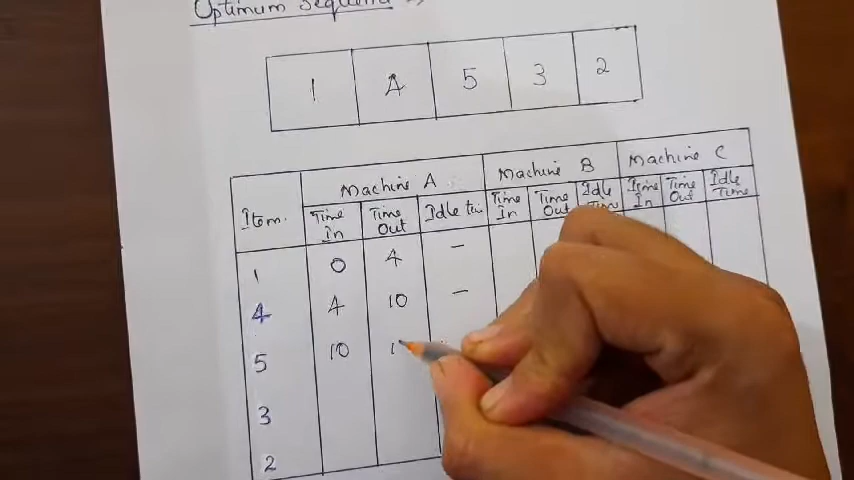 Optimum Sequence
1 4 5 3 2
Item. Machine A Machine B Machine C
Time In Time Out Idle Time In Time Out Idle Time Time In Time Out Idle Time
1 0 4 -
4 4 10 -
5 10 1
3
2